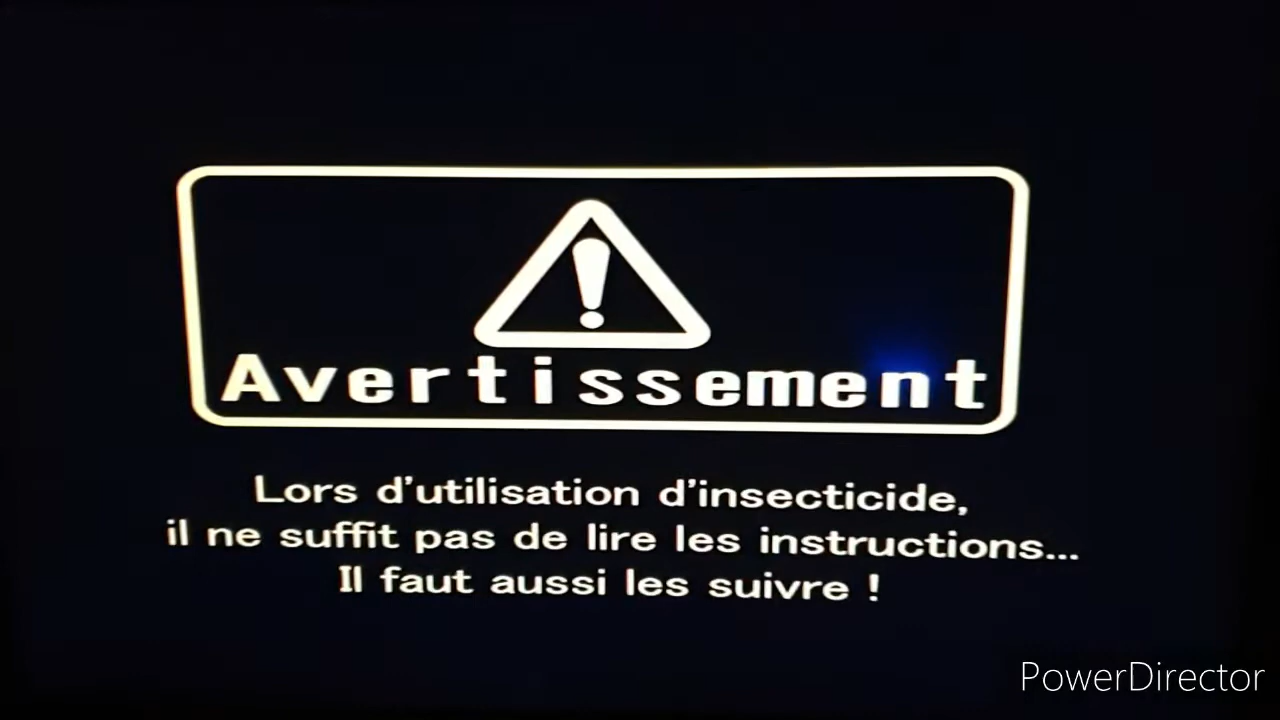 Avertissement
Lors d'utilisation d'insecticide,
il ne suffit pas de lire les instructions...
Il faut aussi les suivre !
PowerDirector